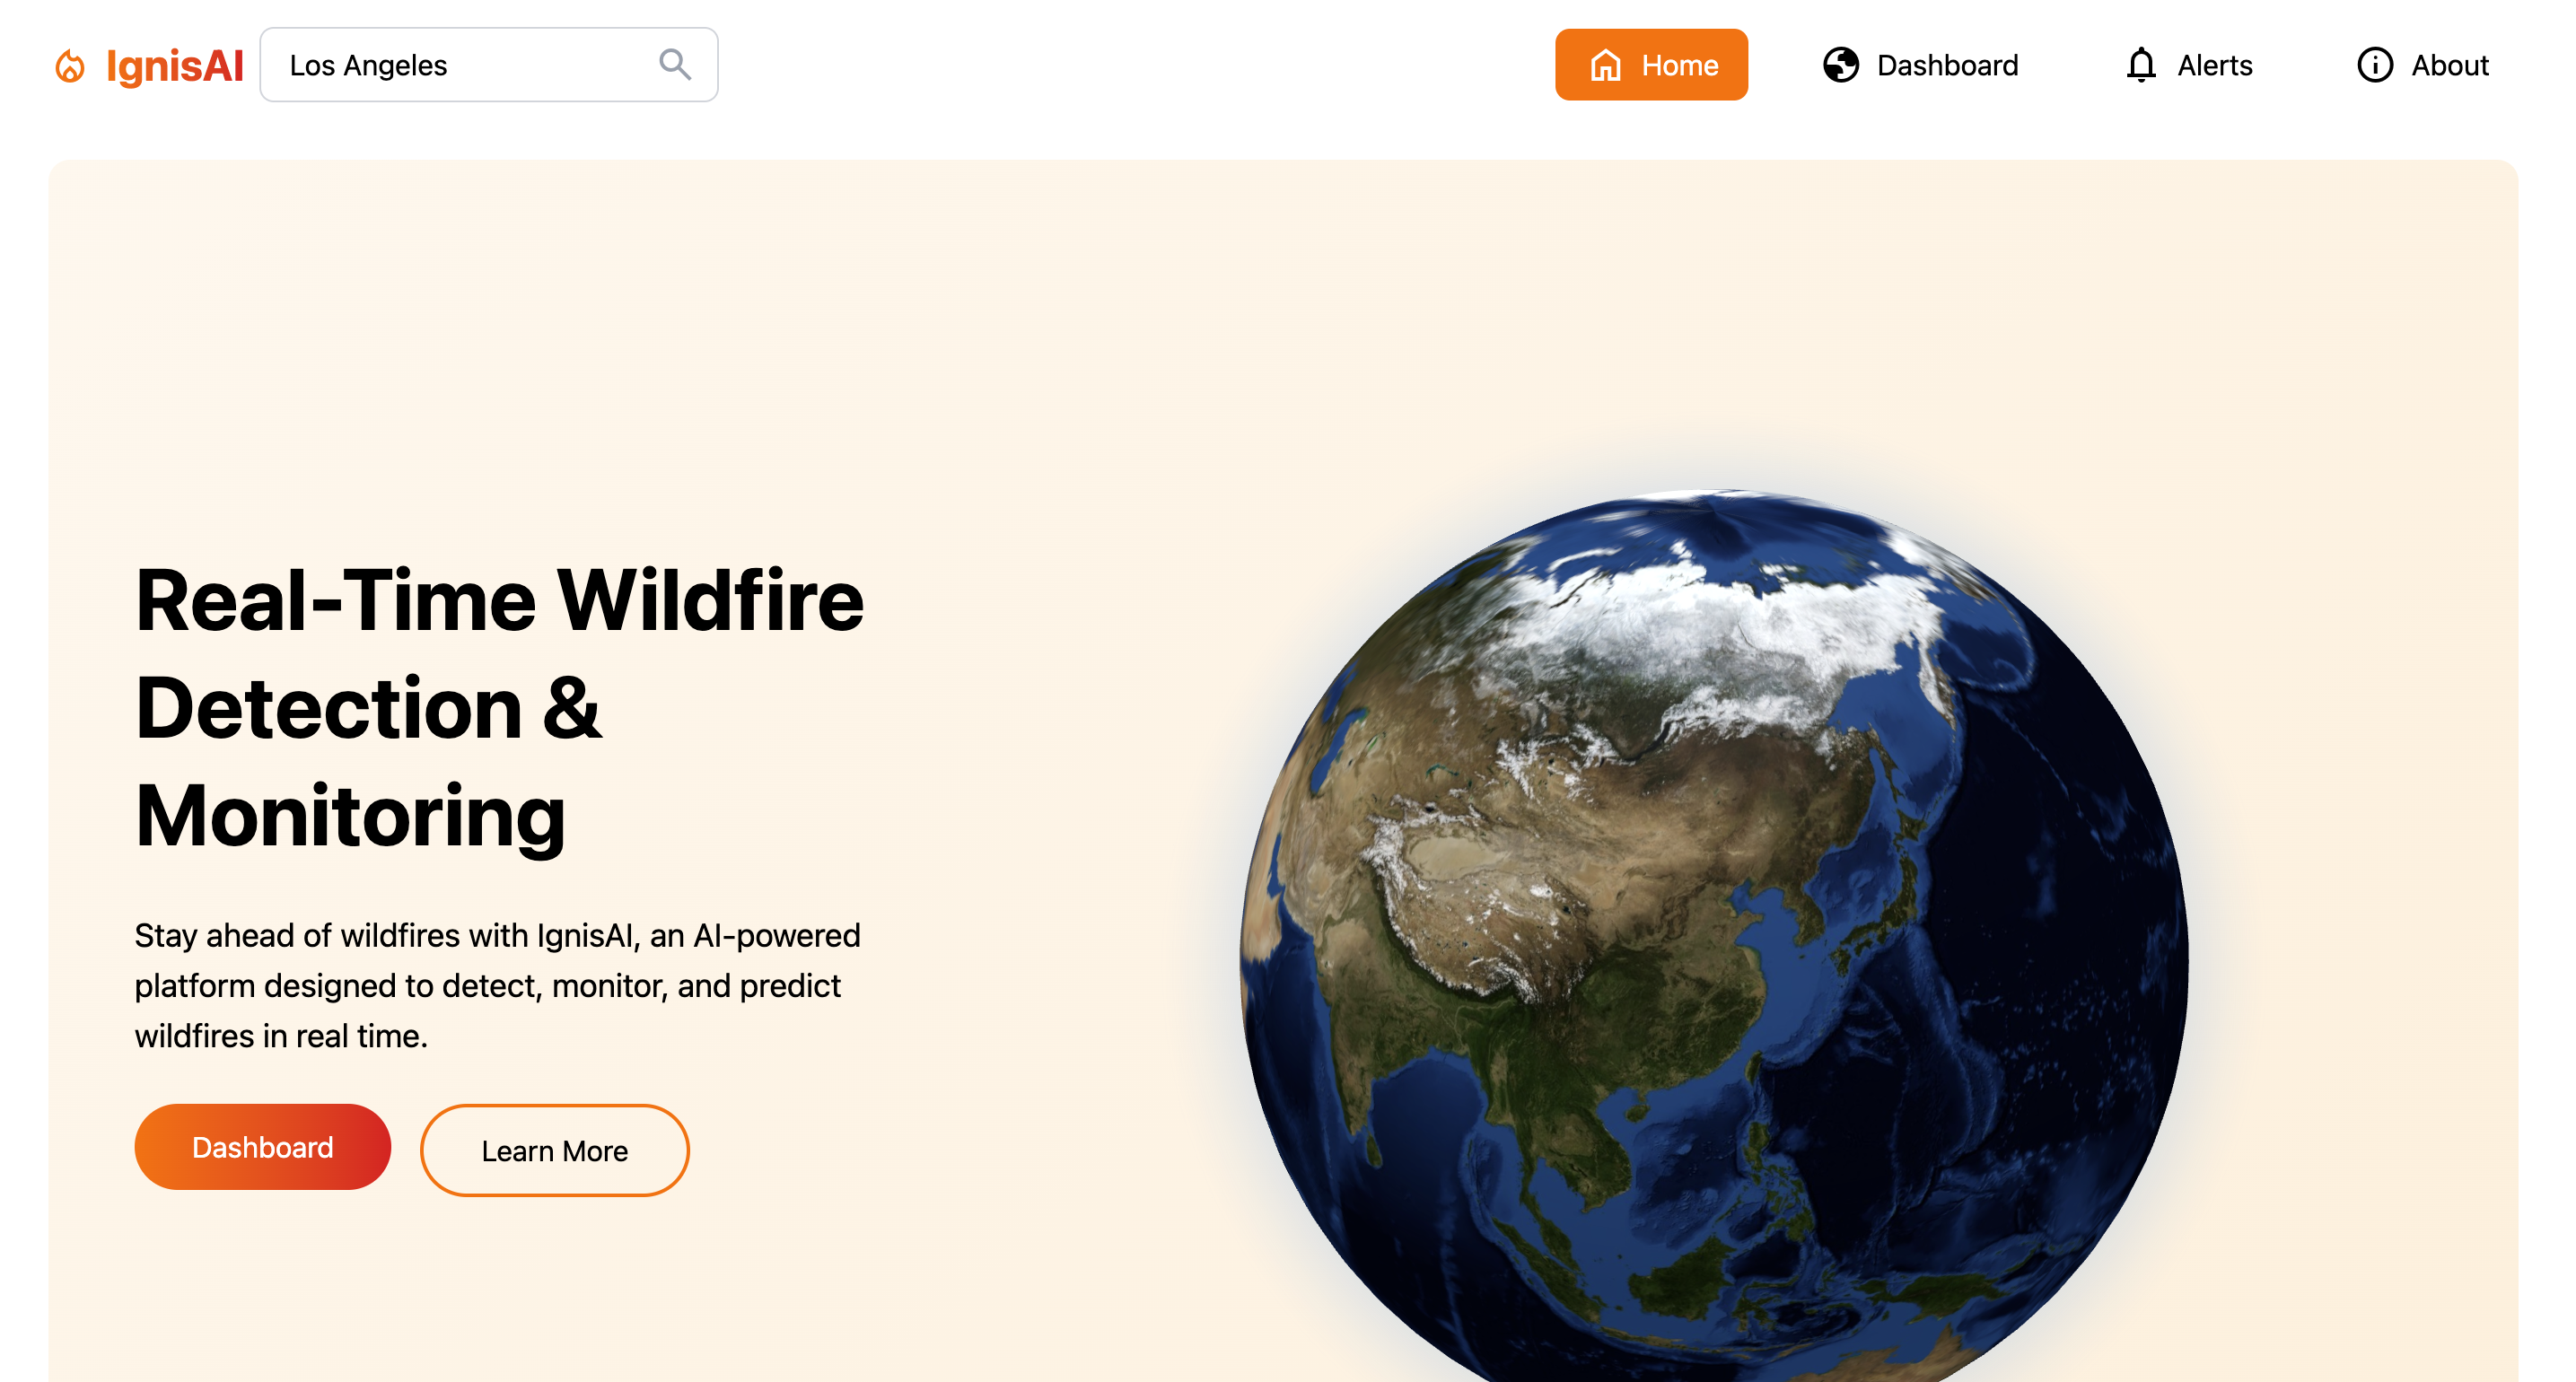 IgnisAI
Los Angeles
Home
Dashboard
Alerts
About
Real-Time Wildfire
Detection &
Monitoring
Stay ahead of wildfires with IgnisAI, an AI-powered
platform designed to detect, monitor, and predict
wildfires in real time.
Dashboard
Learn More